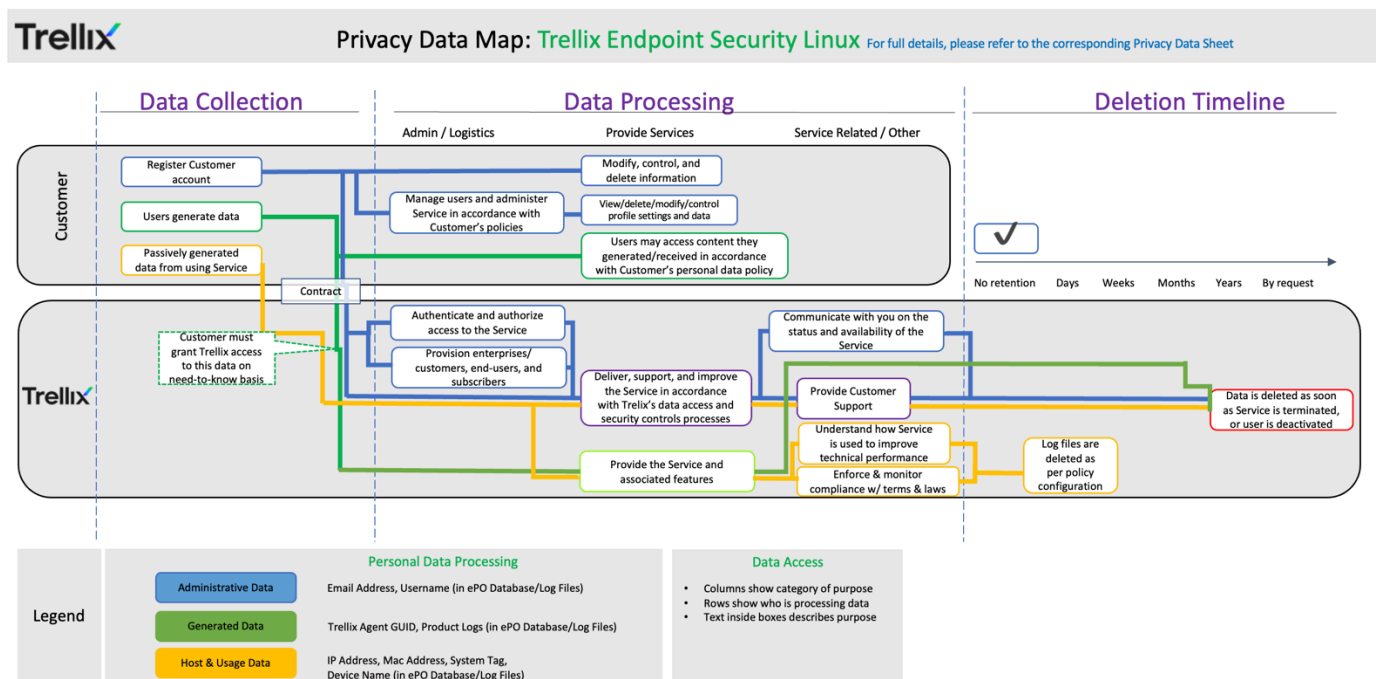 Trellix
Privacy Data Map: Trellix Endpoint Security Linux For full details, please refer to the corresponding Privacy Data Sheet
Data Collection
Data Processing
Deletion Timeline
Admin / Logistics
Provide Services
Service Related / Other
Customer
Register Customer
account
Modify, control, and
delete information
Users generate data
Manage users and administer
Service in accordance with
Customer's policies
View/delete/modify/control
profile settings and data
Passively generated
data from using Service
Users may access content they
generated/received in accordance
with Customer's personal data policy
No retention
Days
Weeks
Months
Years
By request
Contract
Trellix
Customer must
grant Trellix access
to this data on
need-to-know basis
Authenticate and authorize
access to the Service
Provision enterprises/
customers, end-users, and
subscribers
Communicate with you on the
status and availability of the
Service
Deliver, support, and improve
the Service in accordance
with Trelix's data access and
security controls processes
Provide Customer
Support
Data is deleted as soon
as Service is terminated,
or user is deactivated
Understand how Service
is used to improve
technical performance
Provide the Service and
associated features
Enforce & monitor
compliance w/ terms & laws
Log files are
deleted as
per policy
configuration
Legend
Personal Data Processing
Administrative Data
Email Address, Username (in ePO Database/Log Files)
Generated Data
Trellix Agent GUID, Product Logs (in ePO Database/Log Files)
Host & Usage Data
IP Address, Mac Address, System Tag,
Device Name (in ePO Database/Log Files)
Data Access
• Columns show category of purpose
• Rows show who is processing data
• Text inside boxes describes purpose